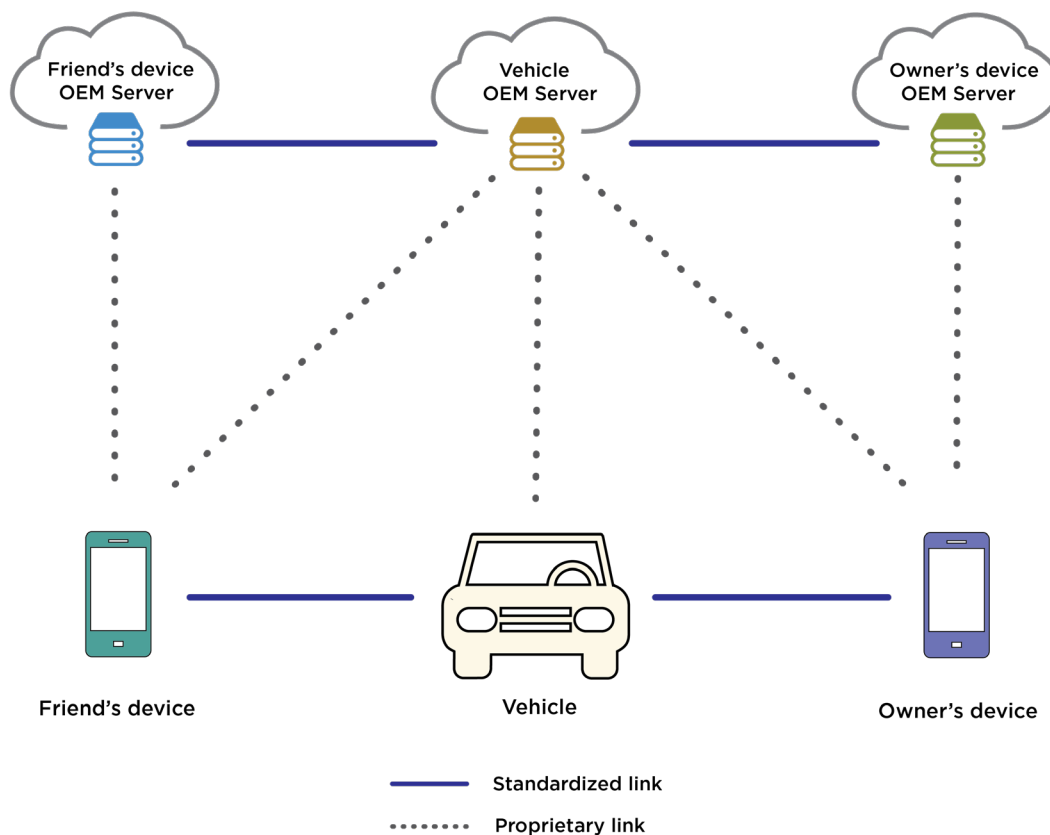 Friend's device
OEM Server
Vehicle
OEM Server
Owner's device
OEM Server
Friend's device
Vehicle
Owner's device
Standardized link
Proprietary link